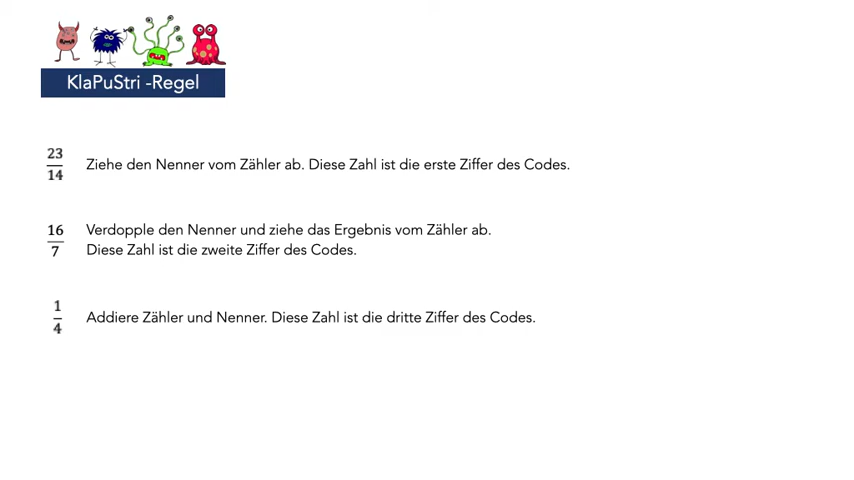 KlaPuStri -Regel
23
14
Ziehe den Nenner vom Zähler ab. Diese Zahl ist die erste Ziffer des Codes.
16
7
Verdopple den Nenner und ziehe das Ergebnis vom Zähler ab.
Diese Zahl ist die zweite Ziffer des Codes.
1
4
Addiere Zähler und Nenner. Diese Zahl ist die dritte Ziffer des Codes.